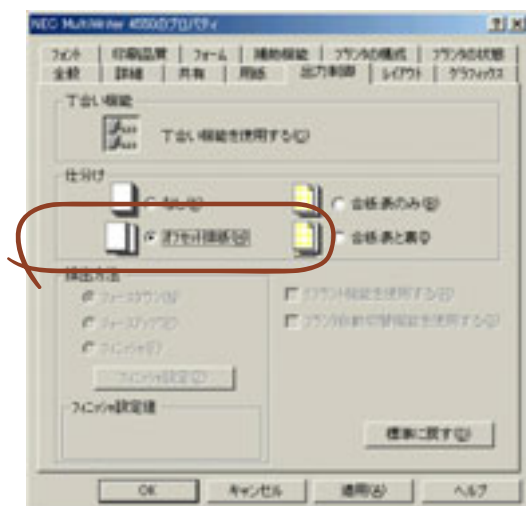 NEC MultiWriter 4550のプロパティ
フォント 印刷品質 フォーム 補助機能 プリンタの構成 プリンタの状態
全般 詳細 共有 用紙 出力制御 レイアウト グラフィックス
丁合い機能
丁合い機能を使用する(C)
仕分け
なし(N) 合紙:表のみ(B)
オフセット排紙(S) 合紙:表と裏
排出方法
フェースダウン(N)
フェースアップ
フィニッシャ(F)
フィニッシャ設定
フィニッシャ設定値
標準に戻す(D)
OK キャンセル 適用(A) ヘルプ